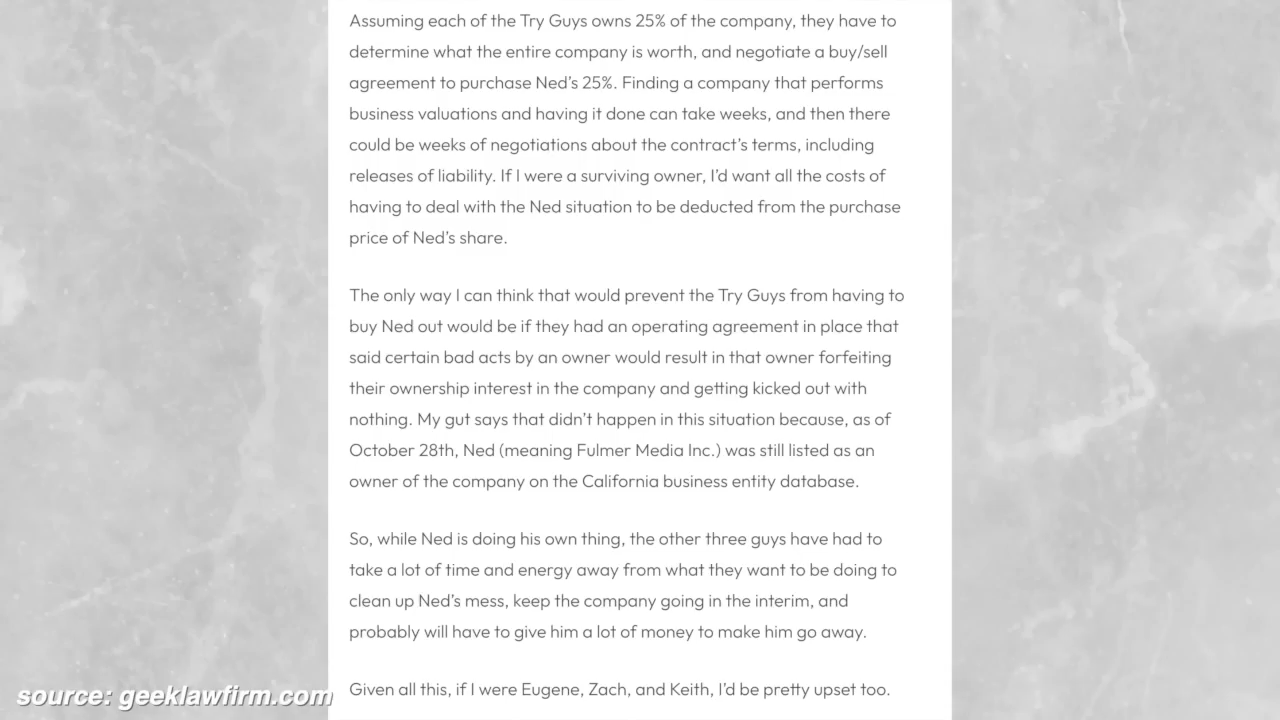 Assuming each of the Try Guys owns 25% of the company, they have to
determine what the entire company is worth, and negotiate a buy/sell
agreement to purchase Ned’s 25%. Finding a company that performs
business valuations and having it done can take weeks, and then there
could be weeks of negotiations about the contract’s terms, including
releases of liability. If I were a surviving owner, I’d want all the costs of
having to deal with the Ned situation to be deducted from the purchase
price of Ned’s share.
The only way I can think that would prevent the Try Guys from having to
buy Ned out would be if they had an operating agreement in place that
said certain bad acts by an owner would result in that owner forfeiting
their ownership interest in the company and getting kicked out with
nothing. My gut says that didn’t happen in this situation because, as of
October 28th, Ned (meaning Fulmer Media Inc.) was still listed as an
owner of the company on the California business entity database.
So, while Ned is doing his own thing, the other three guys have had to
take a lot of time and energy away from what they want to be doing to
clean up Ned’s mess, keep the company going in the interim, and
probably will have to give him a lot of money to make him go away.
Given all this, if I were Eugene, Zach, and Keith, I’d be pretty upset too.
source: geeklawfirm.com